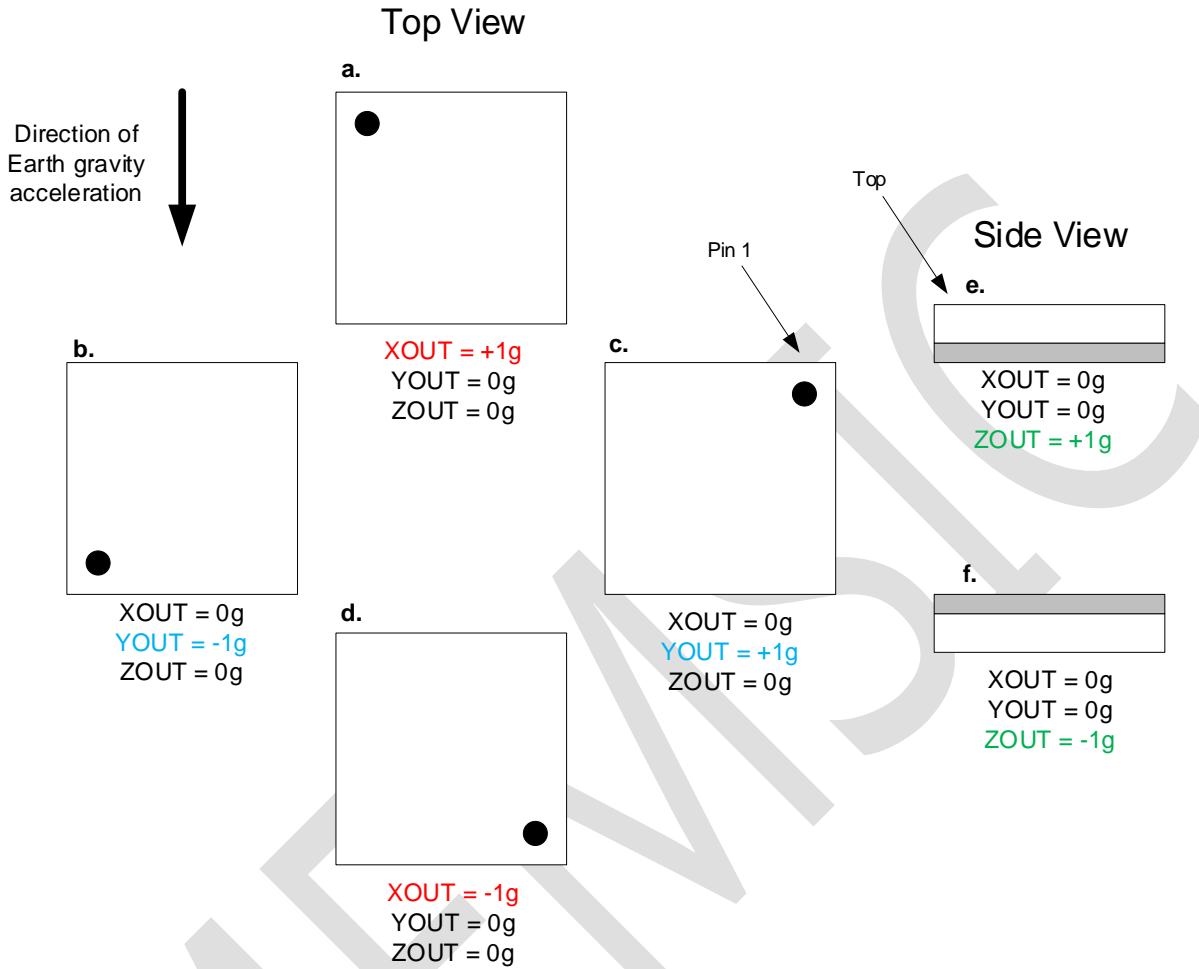 Top View
a.
Direction of
Earth gravity
acceleration
XOUT = +1g
YOUT = 0g
ZOUT = 0g
b.
XOUT = 0g
YOUT = -1g
ZOUT = 0g
Pin 1
c.
XOUT = 0g
YOUT = +1g
ZOUT = 0g
d.
XOUT = -1g
YOUT = 0g
ZOUT = 0g
Top
Side View
e.
XOUT = 0g
YOUT = 0g
ZOUT = +1g
f.
XOUT = 0g
YOUT = 0g
ZOUT = -1g
MEMSIC